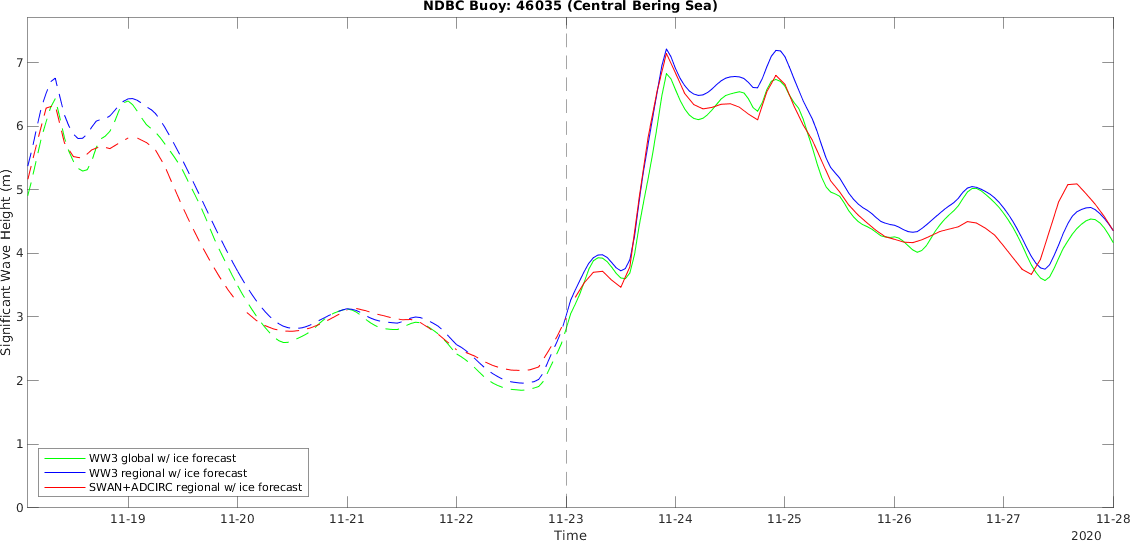 NDBC Buoy: 46035 (Central Bering Sea)
Significant Wave Height (m)
7
6
5
4
3
2
1
0
WW3 global w/ ice forecast
WW3 regional w/ ice forecast
SWAN+ADCIRC regional w/ ice forecast
11-19 11-20 11-21 11-22 11-23 11-24 11-25 11-26 11-27 11-28
Time
2020